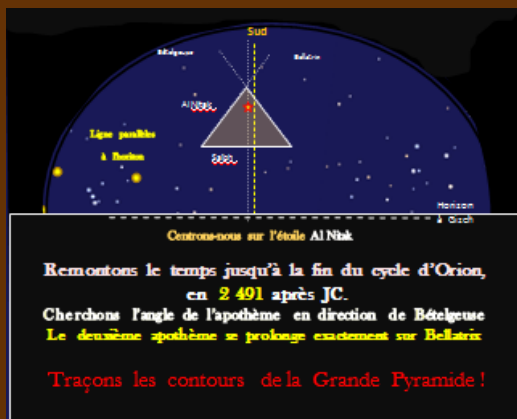 Sud
Bételgeuse
Bellatrix
Al Nitak
Ligne parallèles
à l'horizon
Saïph
Horizon
à Gizeh
Centrons-nous sur l'étoile Al Nitak
Remontons le temps jusqu'à la fin du cycle d'Orion,
en 2 491 après JC.
Cherchons l'angle de l'apothème en direction de Bételgeuse
Le deuxième apothème se prolonge exactement sur Bellatrix
Traçons les contours de la Grande Pyramide !